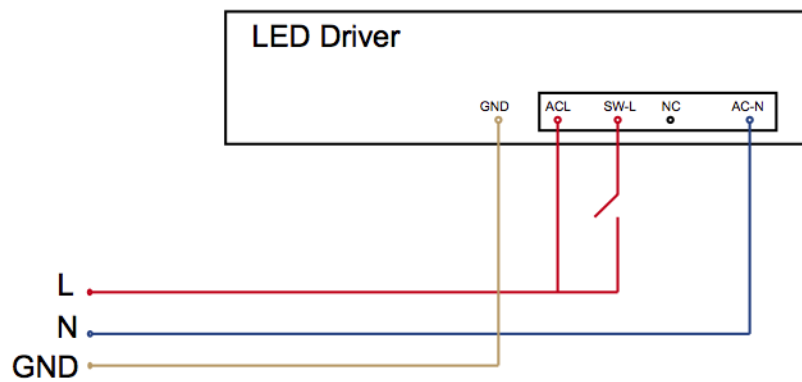 LED Driver
GND ACL SW-L NC AC-N
L
N
GND